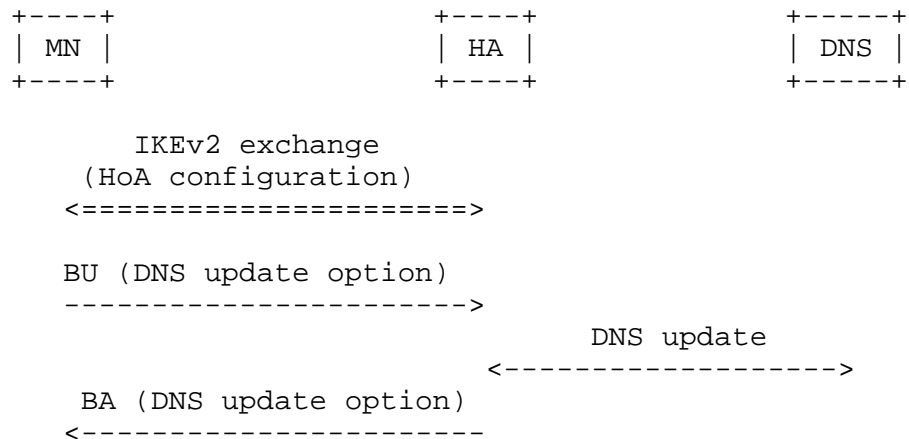 MN HA DNS
IKEv2 exchange
(HoA configuration)
BU (DNS update option)
DNS update
BA (DNS update option)